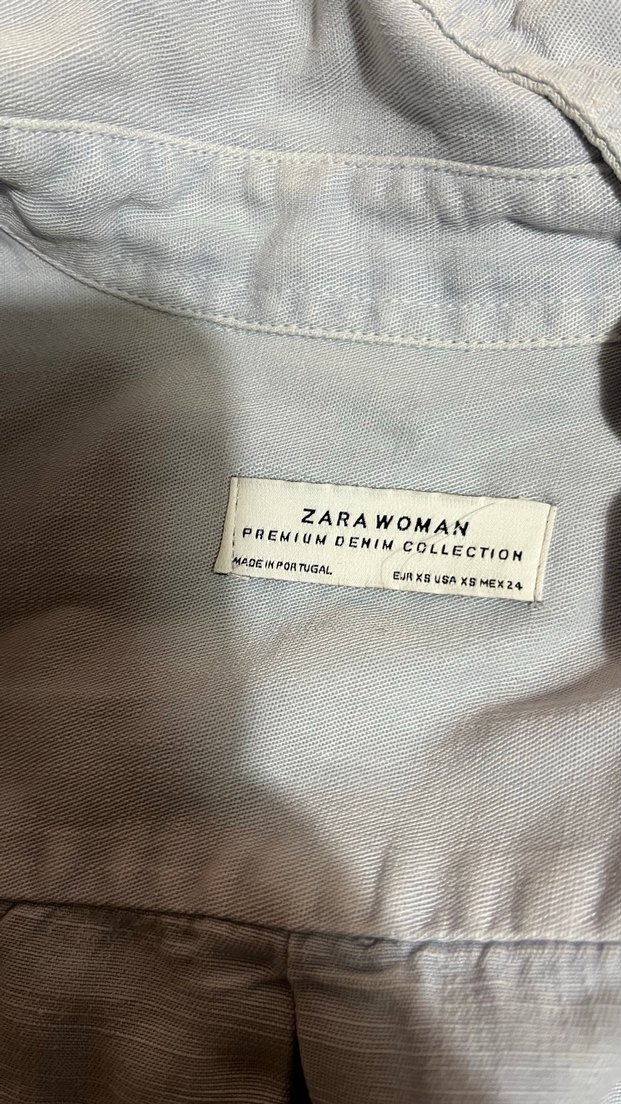 ZARA WOMAN
PREMIUM DENIM COLLECTION
MADE IN PORTUGAL
EUR XS USA XS MEX 24